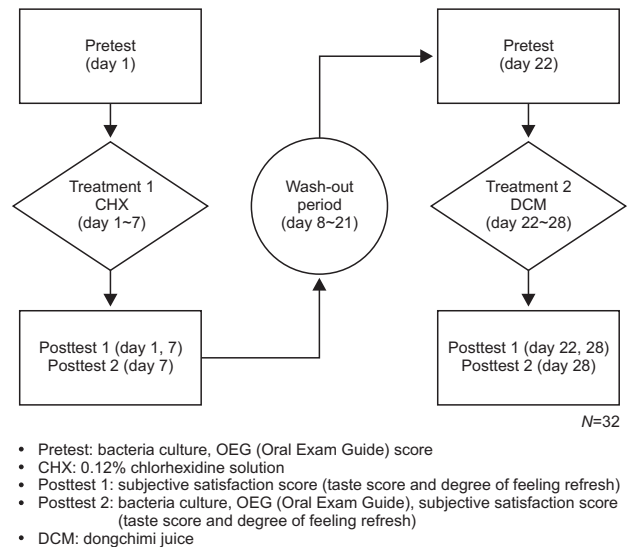 Pretest
(day 1)
Treatment 1
CHX
(day 1~7)
Posttest 1 (day 1, 7)
Posttest 2 (day 7)
Wash-out
period
(day 8~21)
Pretest
(day 22)
Treatment 2
DCM
(day 22~28)
Posttest 1 (day 22, 28)
Posttest 2 (day 28)
N=32
• Pretest: bacteria culture, OEG (Oral Exam Guide) score
• CHX: 0.12% chlorhexidine solution
• Posttest 1: subjective satisfaction score (taste score and degree of feeling refresh)
• Posttest 2: bacteria culture, OEG (Oral Exam Guide), subjective satisfaction score
(taste score and degree of feeling refresh)
• DCM: dongchimi juice